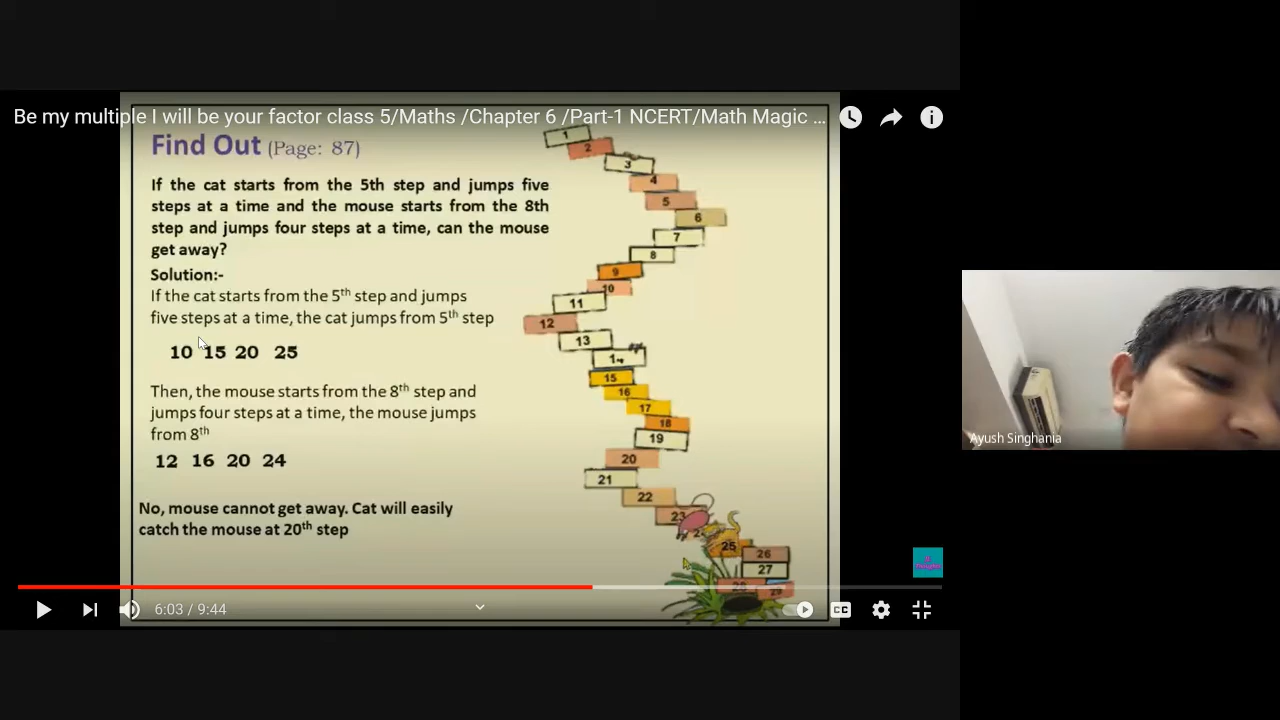 Be my multiple I will be your factor class 5/Maths /Chapter 6 /Part-1 NCERT/Math Magic ...
Find Out (Page: 87)
If the cat starts from the 5th step and jumps five
steps at a time and the mouse starts from the 8th
step and jumps four steps at a time, can the mouse
get away?
Solution:-
If the cat starts from the 5th step and jumps
five steps at a time, the cat jumps from 5th step
10 15 20 25
Then, the mouse starts from the 8th step and
jumps four steps at a time, the mouse jumps
from 8th
12 16 20 24
No, mouse cannot get away. Cat will easily
catch the mouse at 20th step
1
2
3
4
5
6
7
8
9
10
11
12
13
15
16
17
18
19
20
21
22
23
25
26
27
28
29
6:03 / 9:44
CC
Ayush Singhania